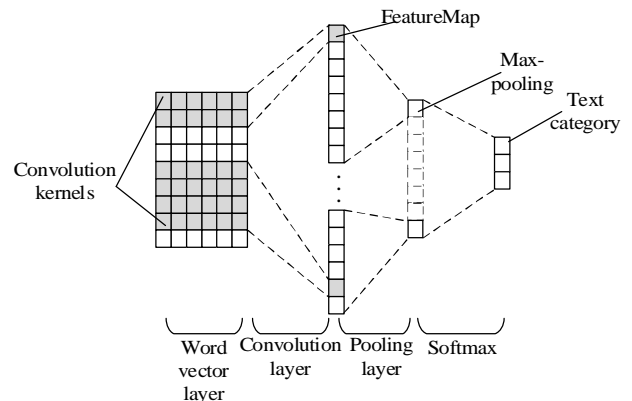 FeatureMap
Max-
pooling
Text
category
Convolution
kernels
Word
vector
layer
Convolution
layer
Pooling
layer
Softmax